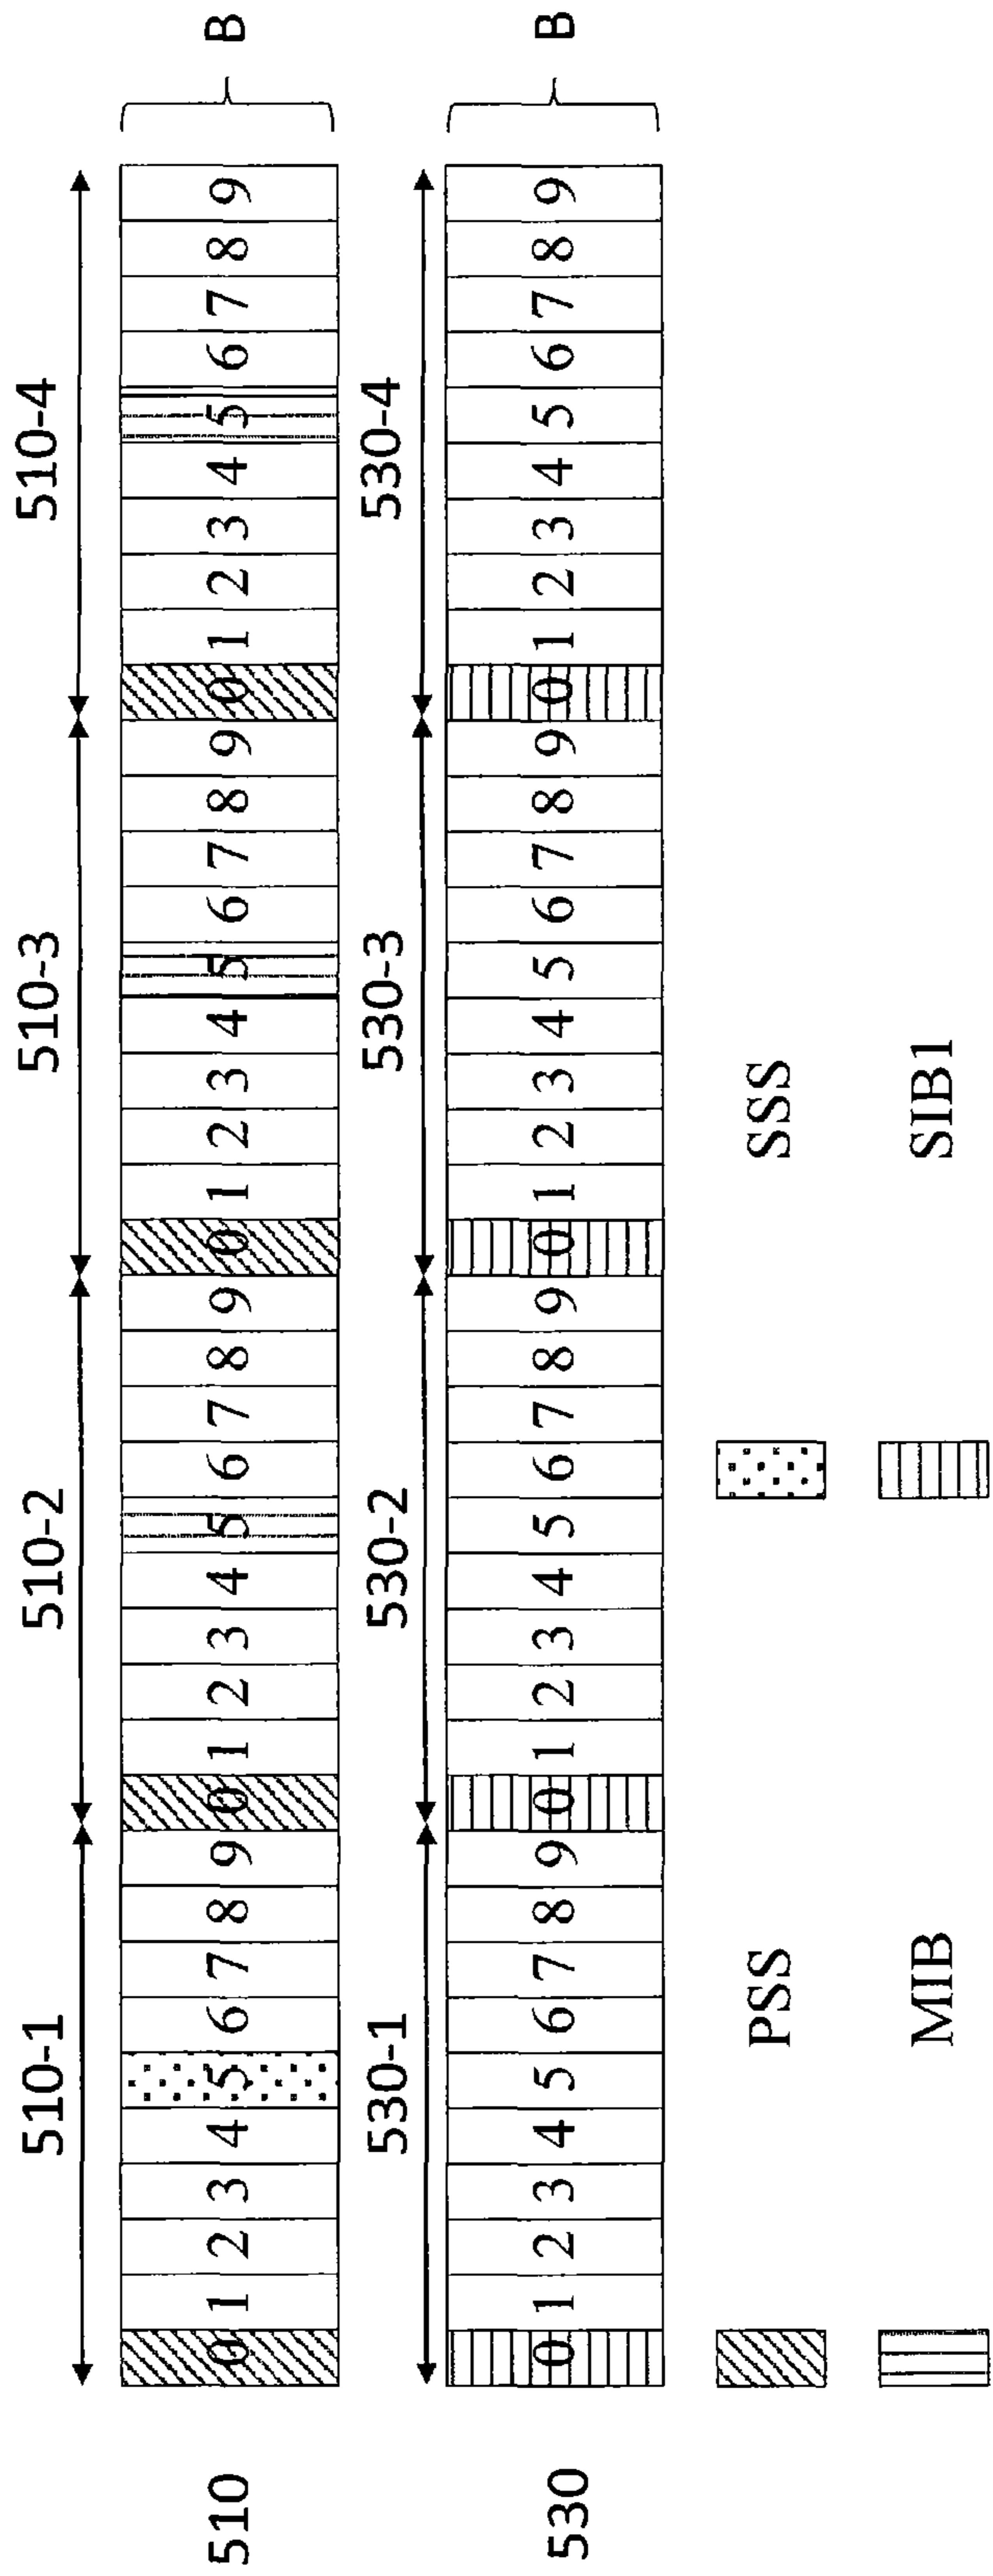 510-1 510-2 510-3 510-4
510 0 1 2 3 4 5 6 7 8 9 0 1 2 3 4 5 6 7 8 9 0 1 2 3 4 5 6 7 8 9 0 1 2 3 4 5 6 7 8 9 B
530-1 530-2 530-3 530-4
530 0 1 2 3 4 5 6 7 8 9 0 1 2 3 4 5 6 7 8 9 0 1 2 3 4 5 6 7 8 9 0 1 2 3 4 5 6 7 8 9 B
PSS SSS
MIB SIB1